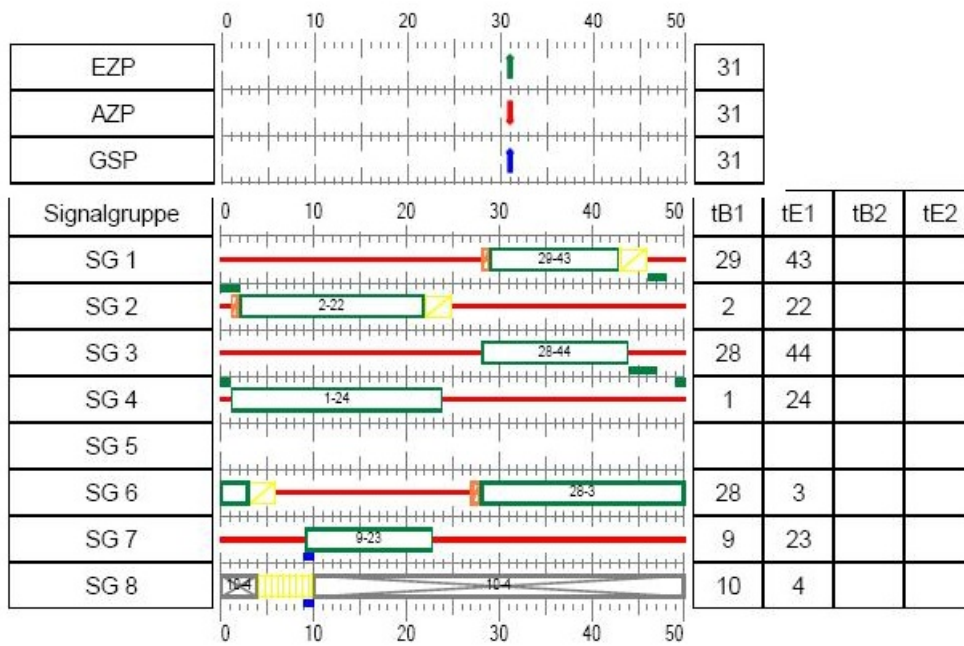 0 10 20 30 40 50
EZP 31
AZP 31
GSP 31
Signalgruppe 0 10 20 30 40 50 tB1 tE1 tB2 tE2
SG 1 29-43 29 43
SG 2 2-22 2 22
SG 3 28-44 28 44
SG 4 1-24 1 24
SG 5
SG 6 28-3 28 3
SG 7 9-23 9 23
SG 8 10-4 10-4 10 4
0 10 20 30 40 50